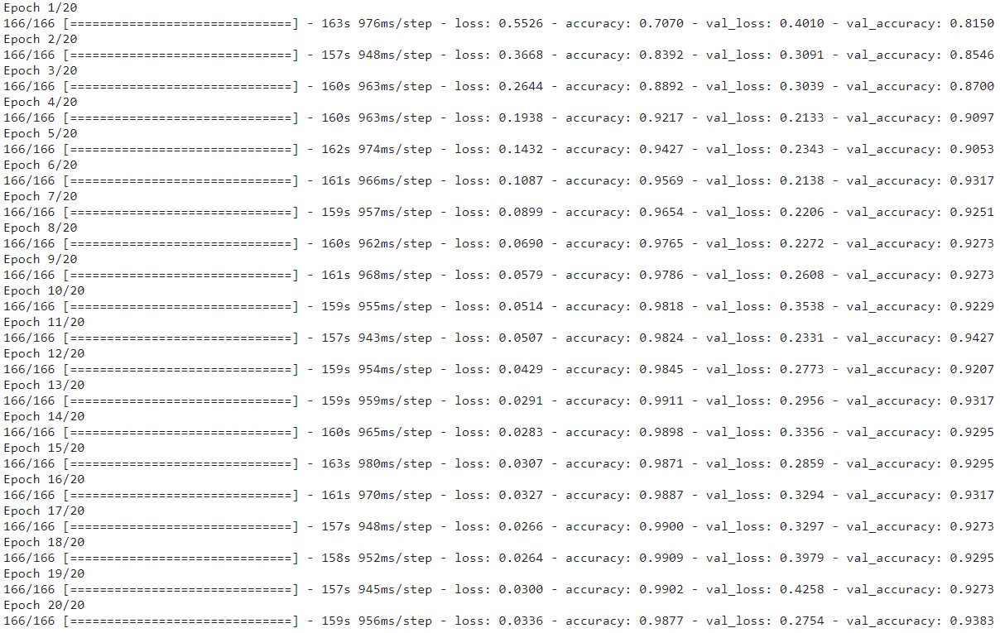 Epoch 1/20
166/166 [==============================] - 163s 976ms/step - loss: 0.5526 - accuracy: 0.7070 - val_loss: 0.4010 - val_accuracy: 0.8150
Epoch 2/20
166/166 [==============================] - 157s 948ms/step - loss: 0.3668 - accuracy: 0.8392 - val_loss: 0.3091 - val_accuracy: 0.8546
Epoch 3/20
166/166 [==============================] - 160s 963ms/step - loss: 0.2644 - accuracy: 0.8892 - val_loss: 0.3039 - val_accuracy: 0.8700
Epoch 4/20
166/166 [==============================] - 160s 963ms/step - loss: 0.1938 - accuracy: 0.9217 - val_loss: 0.2133 - val_accuracy: 0.9097
Epoch 5/20
166/166 [==============================] - 162s 974ms/step - loss: 0.1432 - accuracy: 0.9427 - val_loss: 0.2343 - val_accuracy: 0.9053
Epoch 6/20
166/166 [==============================] - 161s 966ms/step - loss: 0.1087 - accuracy: 0.9569 - val_loss: 0.2138 - val_accuracy: 0.9317
Epoch 7/20
166/166 [==============================] - 159s 957ms/step - loss: 0.0899 - accuracy: 0.9654 - val_loss: 0.2206 - val_accuracy: 0.9251
Epoch 8/20
166/166 [==============================] - 160s 962ms/step - loss: 0.0690 - accuracy: 0.9765 - val_loss: 0.2272 - val_accuracy: 0.9273
Epoch 9/20
166/166 [==============================] - 161s 968ms/step - loss: 0.0579 - accuracy: 0.9786 - val_loss: 0.2608 - val_accuracy: 0.9273
Epoch 10/20
166/166 [==============================] - 159s 955ms/step - loss: 0.0514 - accuracy: 0.9818 - val_loss: 0.3538 - val_accuracy: 0.9229
Epoch 11/20
166/166 [==============================] - 157s 943ms/step - loss: 0.0507 - accuracy: 0.9824 - val_loss: 0.2331 - val_accuracy: 0.9427
Epoch 12/20
166/166 [==============================] - 159s 954ms/step - loss: 0.0429 - accuracy: 0.9845 - val_loss: 0.2773 - val_accuracy: 0.9207
Epoch 13/20
166/166 [==============================] - 159s 959ms/step - loss: 0.0291 - accuracy: 0.9911 - val_loss: 0.2956 - val_accuracy: 0.9317
Epoch 14/20
166/166 [==============================] - 160s 965ms/step - loss: 0.0283 - accuracy: 0.9898 - val_loss: 0.3356 - val_accuracy: 0.9295
Epoch 15/20
166/166 [==============================] - 163s 980ms/step - loss: 0.0307 - accuracy: 0.9871 - val_loss: 0.2859 - val_accuracy: 0.9295
Epoch 16/20
166/166 [==============================] - 161s 970ms/step - loss: 0.0327 - accuracy: 0.9887 - val_loss: 0.3294 - val_accuracy: 0.9317
Epoch 17/20
166/166 [==============================] - 157s 948ms/step - loss: 0.0266 - accuracy: 0.9900 - val_loss: 0.3297 - val_accuracy: 0.9273
Epoch 18/20
166/166 [==============================] - 158s 952ms/step - loss: 0.0264 - accuracy: 0.9909 - val_loss: 0.3979 - val_accuracy: 0.9295
Epoch 19/20
166/166 [==============================] - 157s 945ms/step - loss: 0.0300 - accuracy: 0.9902 - val_loss: 0.4258 - val_accuracy: 0.9273
Epoch 20/20
166/166 [==============================] - 159s 956ms/step - loss: 0.0336 - accuracy: 0.9877 - val_loss: 0.2754 - val_accuracy: 0.9383